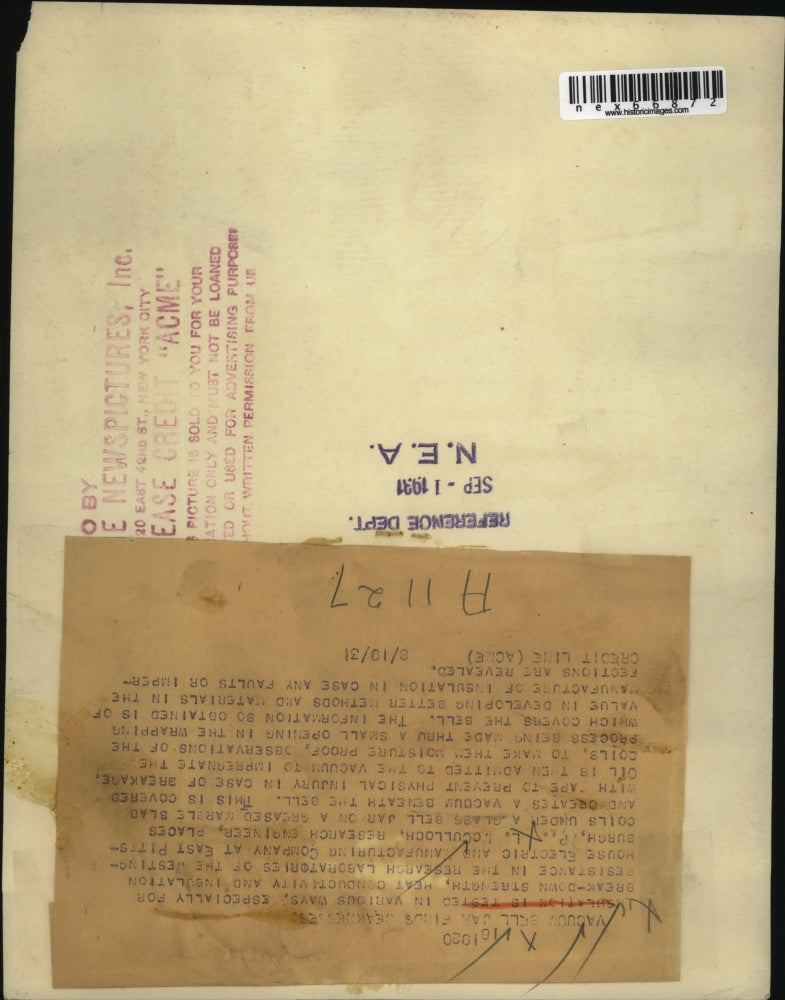 nex66872
www.historicimages.com
O BY
E NEWSPICTURES, Inc.
20 EAST 42ND ST., NEW YORK CITY
EASE CREDIT "ACME"
S PICTURE IS SOLD TO YOU FOR YOUR
ATION ONLY AND MUST NOT BE LOANED
ED OR USED FOR ADVERTISING PURPOSES
HOUT WRITTEN PERMISSION FROM US
REFERENCE DEPT.
SEP - 1 1931
N. E. A.
161920
VACUUM BELL JAR FINDS WEAKNESSES:
INSULATION IS TESTED IN VARIOUS WAYS, ESPECIALLY FOR
BREAK-DOWN STRENGTH, HEAT CONDUCTIVITY AND INSULATION
RESISTANCE IN THE RESEARCH LABORATORIES OF THE WESTING-
HOUSE ELECTRIC AND MANUFACTURING COMPANY AT EAST PITTS-
BURGH, P,A. L. MCCULLOCH, RESEARCH ENGINEER, PLACES
COILS UNDER A GLASS BELL JAR ON A GREASED MARBLE SLAB
AND CREATES A VACUUM BENEATH THE BELL. THIS IS COVERED
WITH TAPE TO PREVENT PHYSICAL INJURY IN CASE OF BREAKAGE.
OIL IS THEN ADMITTED TO THE VACUUM TO IMPREGNATE THE
COILS, TO MAKE THEM MOISTURE PROOF, OBSERVATIONS OF THE
PROCESS BEING MADE THRU A SMALL OPENING IN THE WRAPPING
WHICH COVERS THE BELL. THE INFORMATION SO OBTAINED IS OF
VALUE IN DEVELOPING BETTER METHODS AND MATERIALS IN THE
MANUFACTURE OF INSULATION IN CASE ANY FAULTS OR IMPER-
FECTIONS ARE REVEALED.
CREDIT LINE (ACME) 8/19/31
A1127